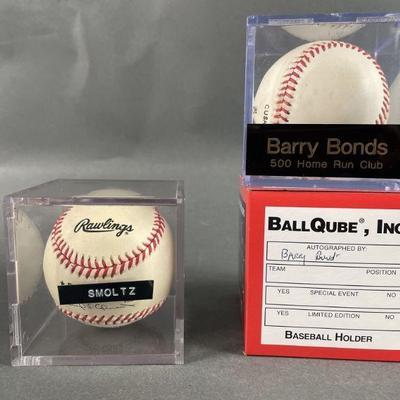 Rawlings
SMOLTZ
CUSH
Barry Bonds
500 Home Run Club
BALLQUBE®, INC
AUTOGRAPHED BY:
Barry Bonds
TEAM POSITION
YES SPECIAL EVENT NO
YES LIMITED EDITION NO
BASEBALL HOLDER